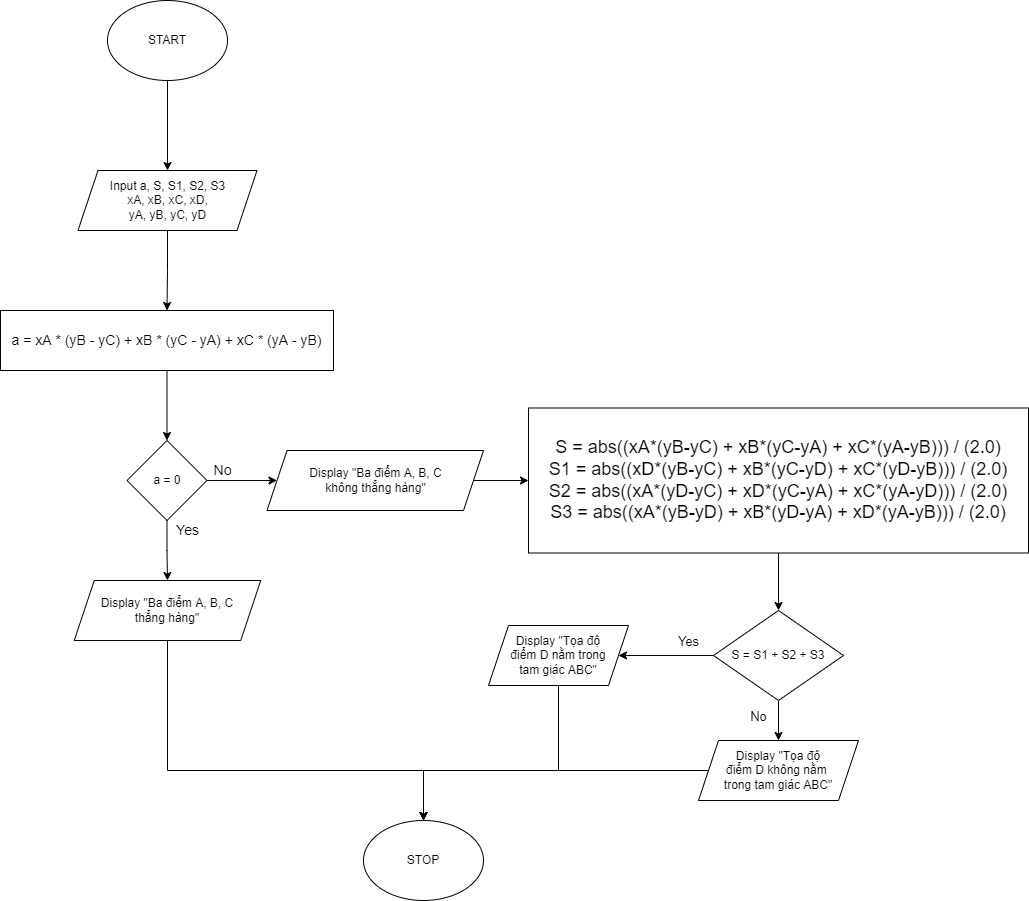 START
Input a, S, S1, S2, S3
xA, xB, xC, xD,
yA, yB, yC, yD
a = xA * (yB - yC) + xB * (yC - yA) + xC * (yA - yB)
a = 0
No
Yes
Display "Ba điểm A, B, C
không thẳng hàng"
S = abs((xA*(yB-yC) + xB*(yC-yA) + xC*(yA-yB))) / (2.0)
S1 = abs((xD*(yB-yC) + xB*(yC-yD) + xC*(yD-yB))) / (2.0)
S2 = abs((xA*(yD-yC) + xD*(yC-yA) + xC*(yA-yD))) / (2.0)
S3 = abs((xA*(yB-yD) + xB*(yD-yA) + xD*(yA-yB))) / (2.0)
Display "Ba điểm A, B, C
thẳng hàng"
S = S1 + S2 + S3
Yes
Display "Tọa độ
điểm D nằm trong
tam giác ABC"
No
Display "Tọa độ
điểm D không nằm
trong tam giác ABC"
STOP